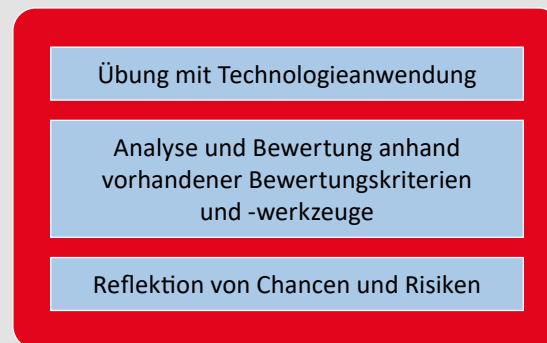 Übung mit Technologieanwendung
Analyse und Bewertung anhand
vorhandener Bewertungskriterien
und -werkzeuge
Reflektion von Chancen und Risiken